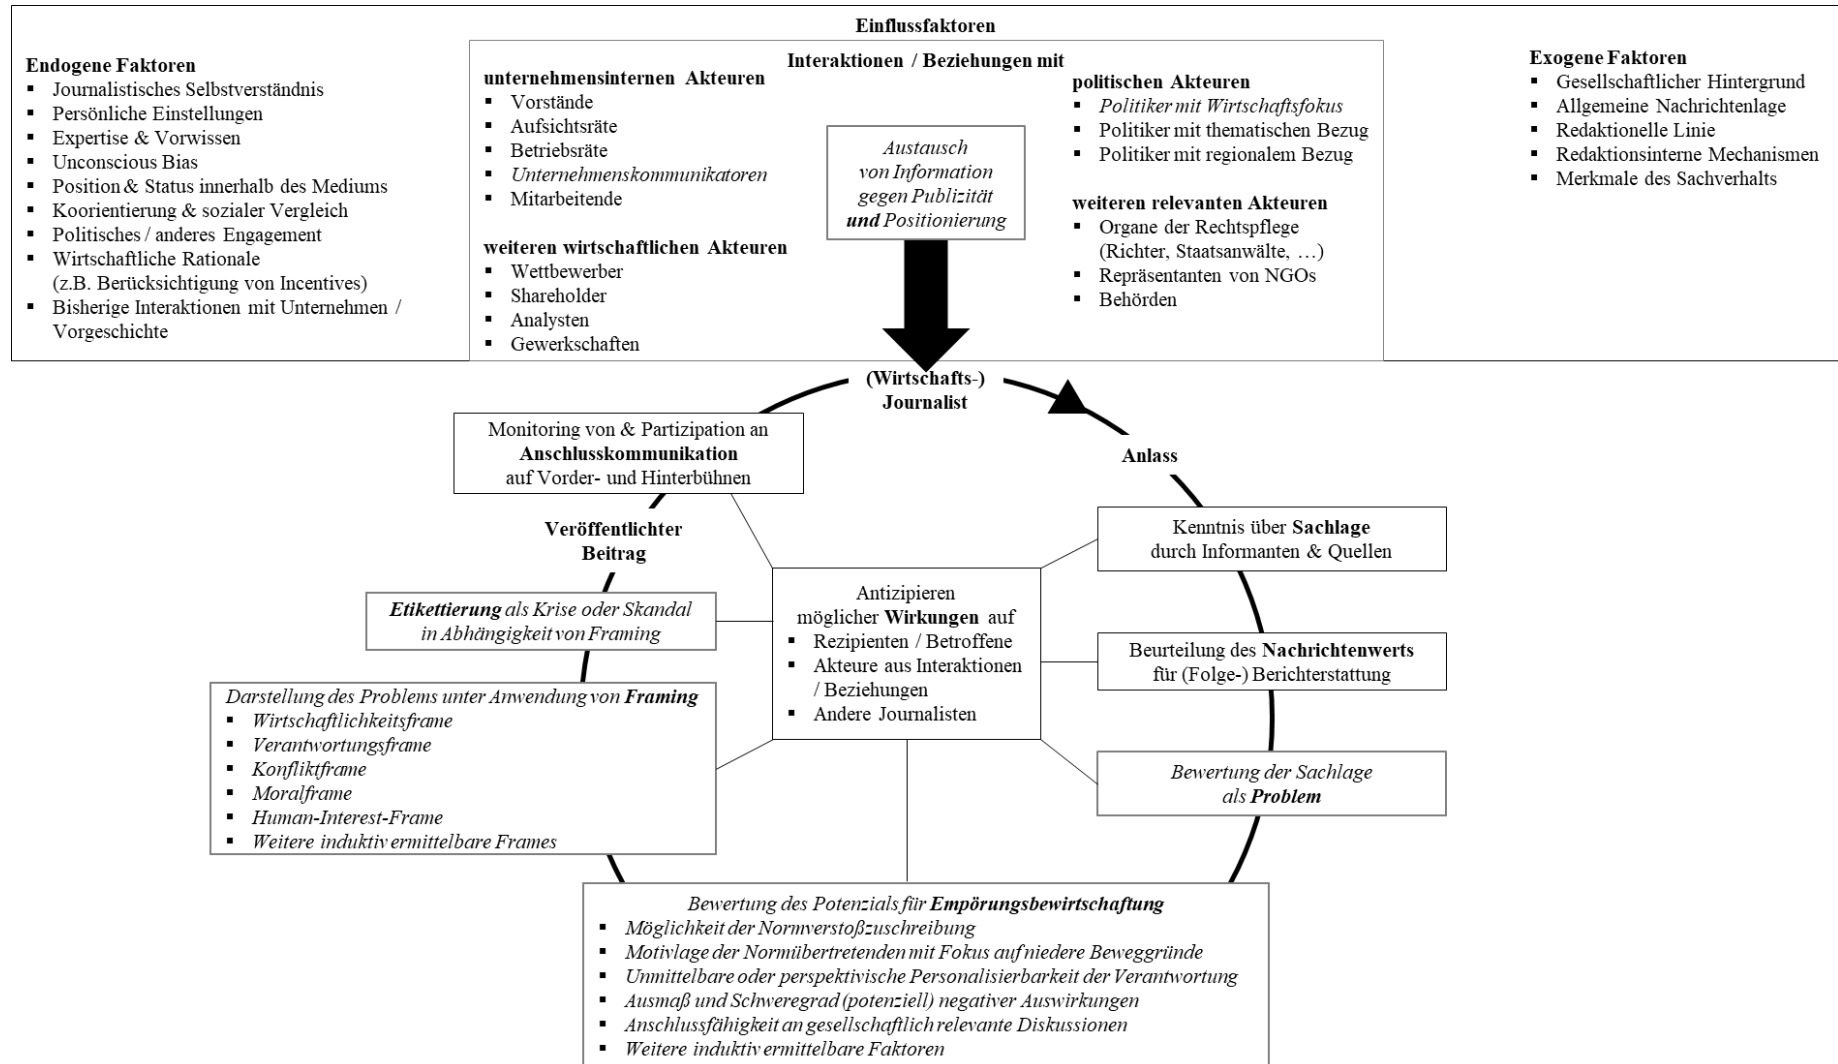 Einflussfaktoren
Endogene Faktoren
▪ Journalistisches Selbstverständnis
▪ Persönliche Einstellungen
▪ Expertise & Vorwissen
▪ Unconscious Bias
▪ Position & Status innerhalb des Mediums
▪ Koorientierung & sozialer Vergleich
▪ Politisches / anderes Engagement
▪ Wirtschaftliche Rationale
(z.B. Berücksichtigung von Incentives)
▪ Bisherige Interaktionen mit Unternehmen /
Vorgeschichte
Interaktionen / Beziehungen mit
unternehmensinternen Akteuren
▪ Vorstände
▪ Aufsichtsräte
▪ Betriebsräte
▪ Unternehmenskommunikatoren
▪ Mitarbeitende
weiteren wirtschaftlichen Akteuren
▪ Wettbewerber
▪ Shareholder
▪ Analysten
▪ Gewerkschaften
Austausch
von Information
gegen Publizität
und Positionierung
politischen Akteuren
▪ Politiker mit Wirtschaftsfokus
▪ Politiker mit thematischen Bezug
▪ Politiker mit regionalem Bezug
weiteren relevanten Akteuren
▪ Organe der Rechtspflege
(Richter, Staatsanwälte, …)
▪ Repräsentanten von NGOs
▪ Behörden
Exogene Faktoren
▪ Gesellschaftlicher Hintergrund
▪ Allgemeine Nachrichtenlage
▪ Redaktionelle Linie
▪ Redaktionsinterne Mechanismen
▪ Merkmale des Sachverhalts
(Wirtschafts-)
Journalist
Anlass
Kenntnis über Sachlage
durch Informanten & Quellen
Beurteilung des Nachrichtenwerts
für (Folge-) Berichterstattung
Bewertung der Sachlage
als Problem
Bewertung des Potenzials für Empörungsbewirtschaftung
▪ Möglichkeit der Normverstoßzuschreibung
▪ Motivlage der Normübertretenden mit Fokus auf niedere Beweggründe
▪ Unmittelbare oder perspektivische Personalisierbarkeit der Verantwortung
▪ Ausmaß und Schweregrad (potenziell) negativer Auswirkungen
▪ Anschlussfähigkeit an gesellschaftlich relevante Diskussionen
▪ Weitere induktiv ermittelbare Faktoren
Darstellung des Problems unter Anwendung von Framing
▪ Wirtschaftlichkeitsframe
▪ Verantwortungsframe
▪ Konfliktframe
▪ Moralframe
▪ Human-Interest-Frame
▪ Weitere induktiv ermittelbare Frames
Etikettierung als Krise oder Skandal
in Abhängigkeit von Framing
Veröffentlichter
Beitrag
Monitoring von & Partizipation an
Anschlusskommunikation
auf Vorder- und Hinterbühnen
Antizipieren
möglicher Wirkungen auf
▪ Rezipienten / Betroffene
▪ Akteure aus Interaktionen
/ Beziehungen
▪ Andere Journalisten